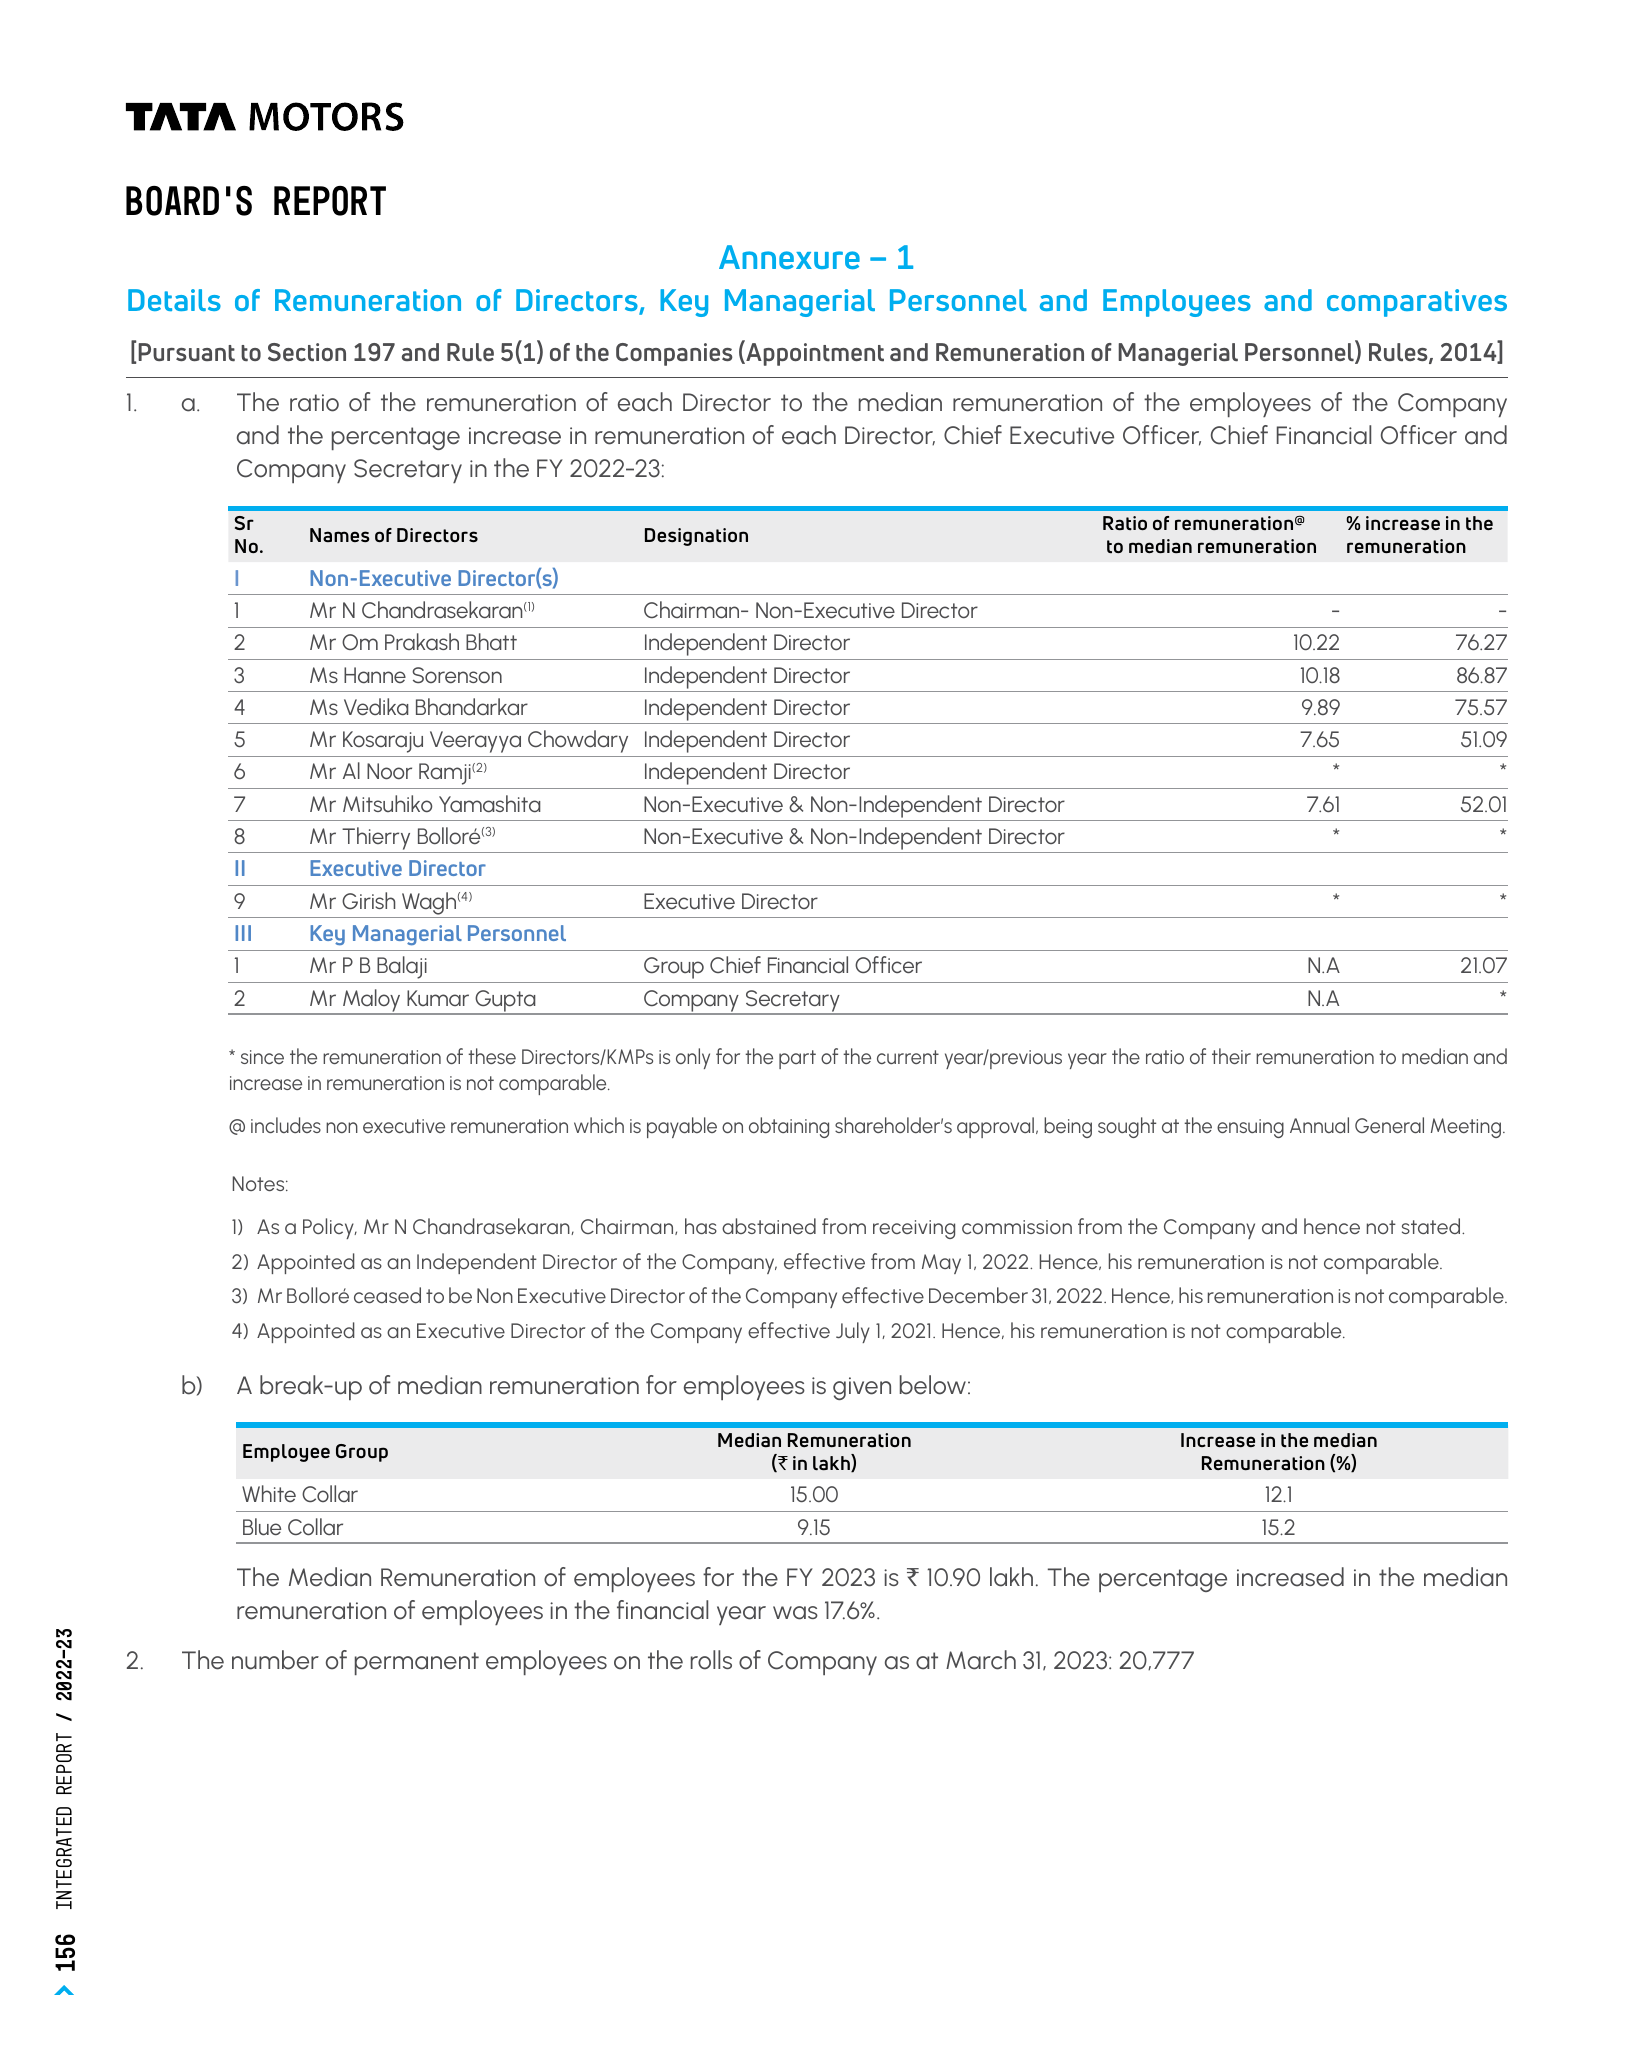 TATA MOTORS
BOARD'S REPORT
Annexure – 1
Details of Remuneration of Directors, Key Managerial Personnel and Employees and comparatives
[Pursuant to Section 197 and Rule 5(1) of the Companies (Appointment and Remuneration of Managerial Personnel) Rules, 2014]
1. a. The ratio of the remuneration of each Director to the median remuneration of the employees of the Company
and the percentage increase in remuneration of each Director, Chief Executive Officer, Chief Financial Officer and
Company Secretary in the FY 2022-23:
Sr No. Names of Directors Designation Ratio of remuneration@ to median remuneration % increase in the remuneration
I Non-Executive Director(s)
1 Mr N Chandrasekaran(1) Chairman- Non-Executive Director - -
2 Mr Om Prakash Bhatt Independent Director 10.22 76.27
3 Ms Hanne Sorenson Independent Director 10.18 86.87
4 Ms Vedika Bhandarkar Independent Director 9.89 75.57
5 Mr Kosaraju Veerayya Chowdary Independent Director 7.65 51.09
6 Mr Al Noor Ramji(2) Independent Director * *
7 Mr Mitsuhiko Yamashita Non-Executive & Non-Independent Director 7.61 52.01
8 Mr Thierry Bolloré(3) Non-Executive & Non-Independent Director * *
II Executive Director
9 Mr Girish Wagh(4) Executive Director * *
III Key Managerial Personnel
1 Mr P B Balaji Group Chief Financial Officer N.A 21.07
2 Mr Maloy Kumar Gupta Company Secretary N.A *
* since the remuneration of these Directors/KMPs is only for the part of the current year/previous year the ratio of their remuneration to median and
increase in remuneration is not comparable.
@ includes non executive remuneration which is payable on obtaining shareholder's approval, being sought at the ensuing Annual General Meeting.
Notes:
1) As a Policy, Mr N Chandrasekaran, Chairman, has abstained from receiving commission from the Company and hence not stated.
2) Appointed as an Independent Director of the Company, effective from May 1, 2022. Hence, his remuneration is not comparable.
3) Mr Bolloré ceased to be Non Executive Director of the Company effective December 31, 2022. Hence, his remuneration is not comparable.
4) Appointed as an Executive Director of the Company effective July 1, 2021. Hence, his remuneration is not comparable.
b) A break-up of median remuneration for employees is given below:
Employee Group Median Remuneration (₹ in lakh) Increase in the median Remuneration (%)
White Collar 15.00 12.1
Blue Collar 9.15 15.2
The Median Remuneration of employees for the FY 2023 is ₹ 10.90 lakh. The percentage increased in the median
remuneration of employees in the financial year was 17.6%.
2. The number of permanent employees on the rolls of Company as at March 31, 2023: 20,777
156 INTEGRATED REPORT / 2022-23